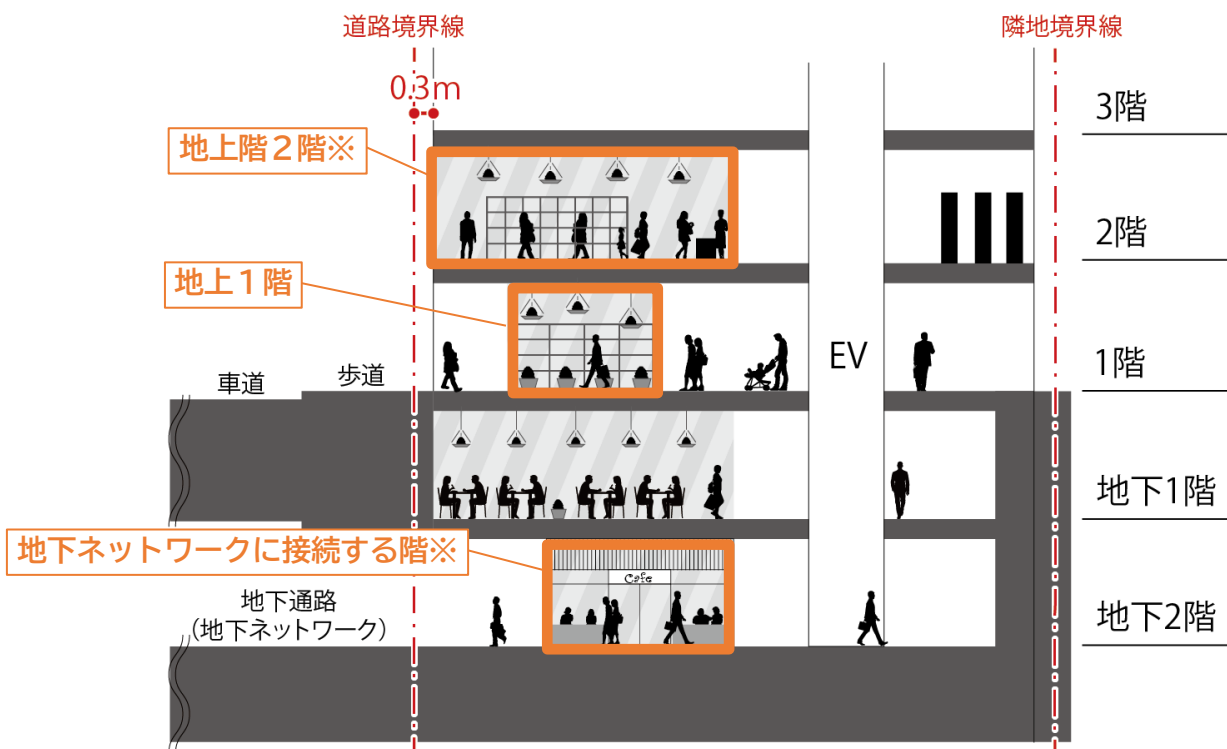 道路境界線
隣地境界線
0.3m
3階
地上階２階※
2階
地上１階
EV
1階
車道
歩道
地下1階
地下ネットワークに接続する階※
Cafe
地下通路
（地下ネットワーク）
地下2階